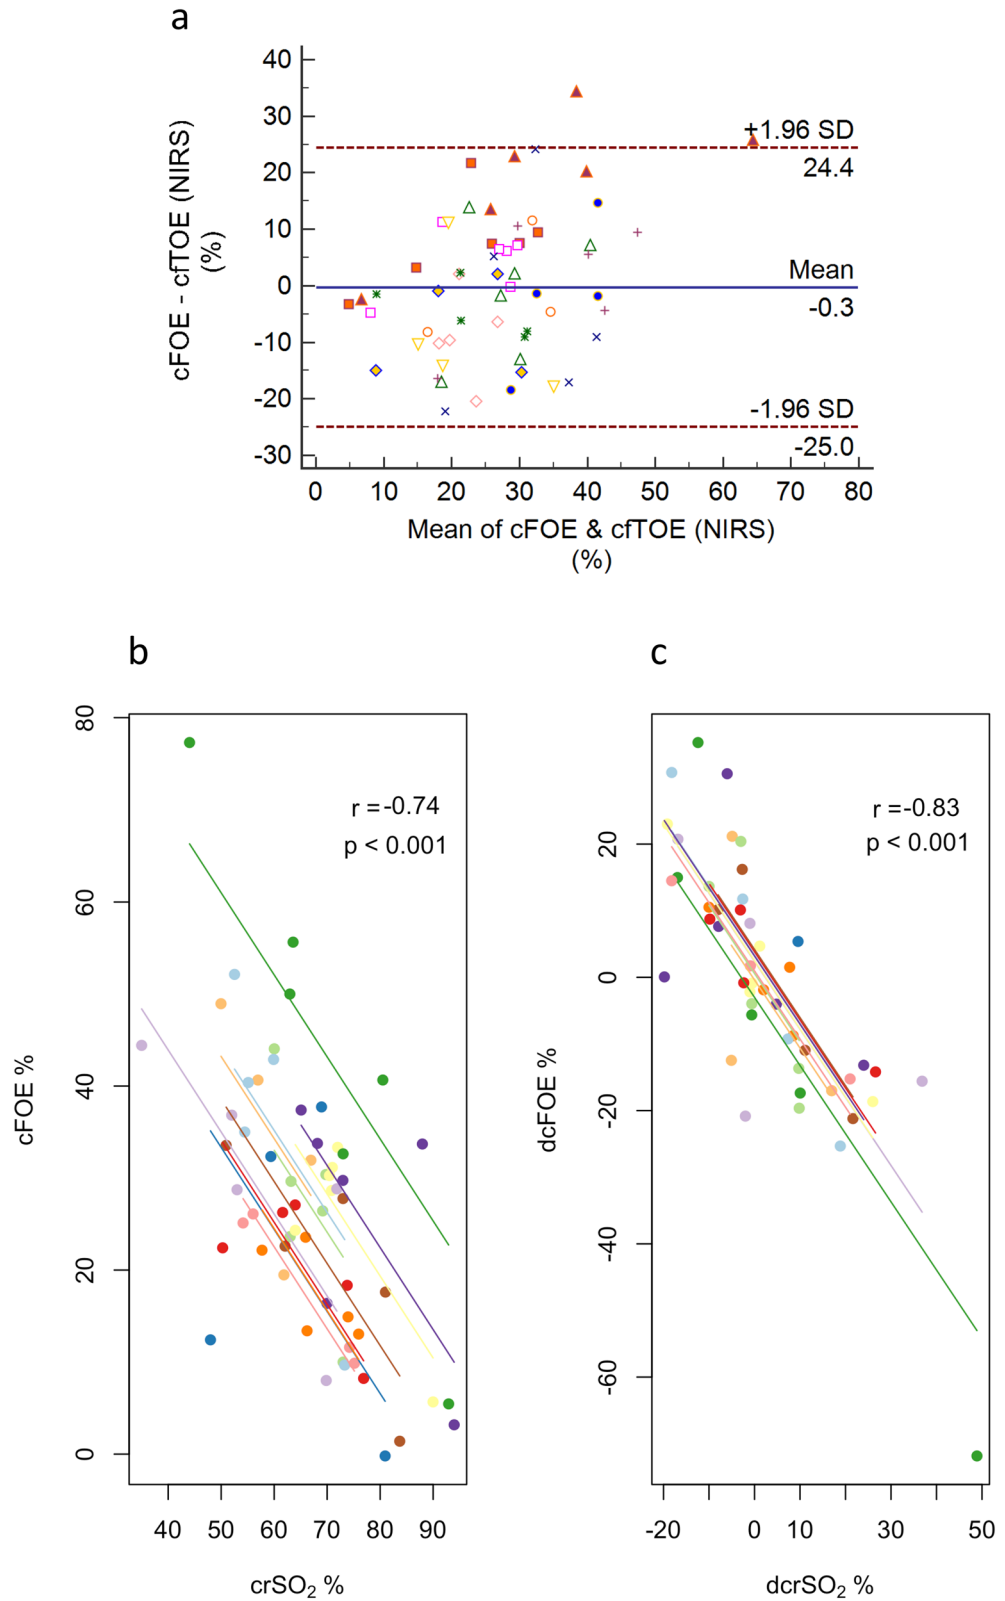 a
40
30
20
10
0
-10
-20
-30
cFOE - cfTOE (NIRS)
(%)
+1.96 SD
24.4
Mean
-0.3
-1.96 SD
-25.0
0 10 20 30 40 50 60 70 80
Mean of cFOE & cfTOE (NIRS)
(%)
b
80
60
40
20
0
cFOE %
r =-0.74
p < 0.001
40 50 60 70 80 90
crSO₂ %
c
20
0
-20
-40
-60
dcFOE %
r=-0.83
p < 0.001
-20 0 10 30 50
dcrSO₂ %